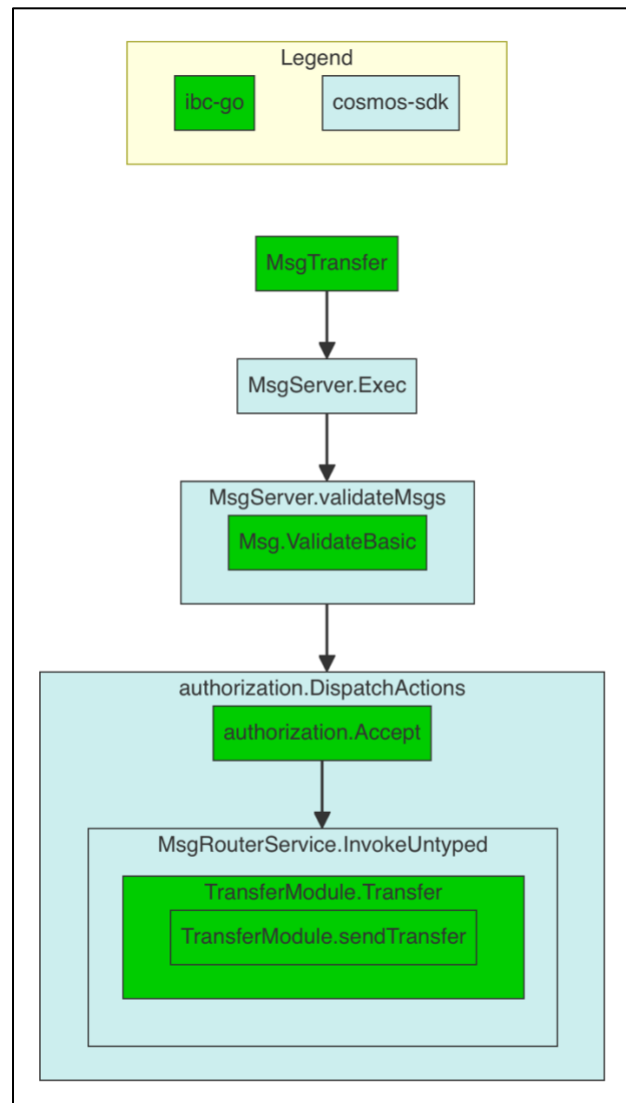 Legend
ibc-go
cosmos-sdk
MsgTransfer
MsgServer.Exec
MsgServer.validateMsgs
Msg.ValidateBasic
authorization.DispatchActions
authorization.Accept
MsgRouterService.InvokeUntyped
TransferModule.Transfer
TransferModule.sendTransfer